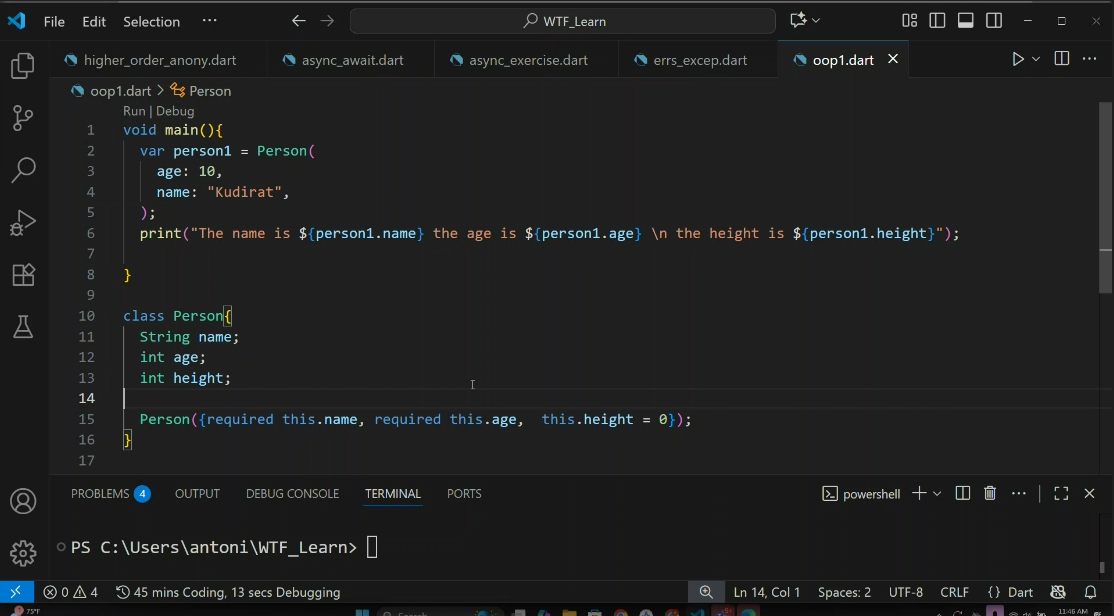 File Edit Selection ··· WTF_Learn
higher_order_anony.dart async_await.dart async_exercise.dart errs_excep.dart oop1.dart
oop1.dart > Person
Run | Debug
1 void main(){
2 var person1 = Person(
3 age: 10,
4 name: "Kudirat",
5 );
6 print("The name is ${person1.name} the age is ${person1.age} \n the height is ${person1.height}");
7
8 }
9
10 class Person{
11 String name;
12 int age;
13 int height;
14
15 Person({required this.name, required this.age,  this.height = 0});
16 }
17
PROBLEMS 4 OUTPUT DEBUG CONSOLE TERMINAL PORTS powershell
PS C:\Users\antoni\WTF_Learn>
0 4 45 mins Coding, 13 secs Debugging Ln 14, Col 1 Spaces: 2 UTF-8 CRLF {} Dart
75°F Search 11:46 AM